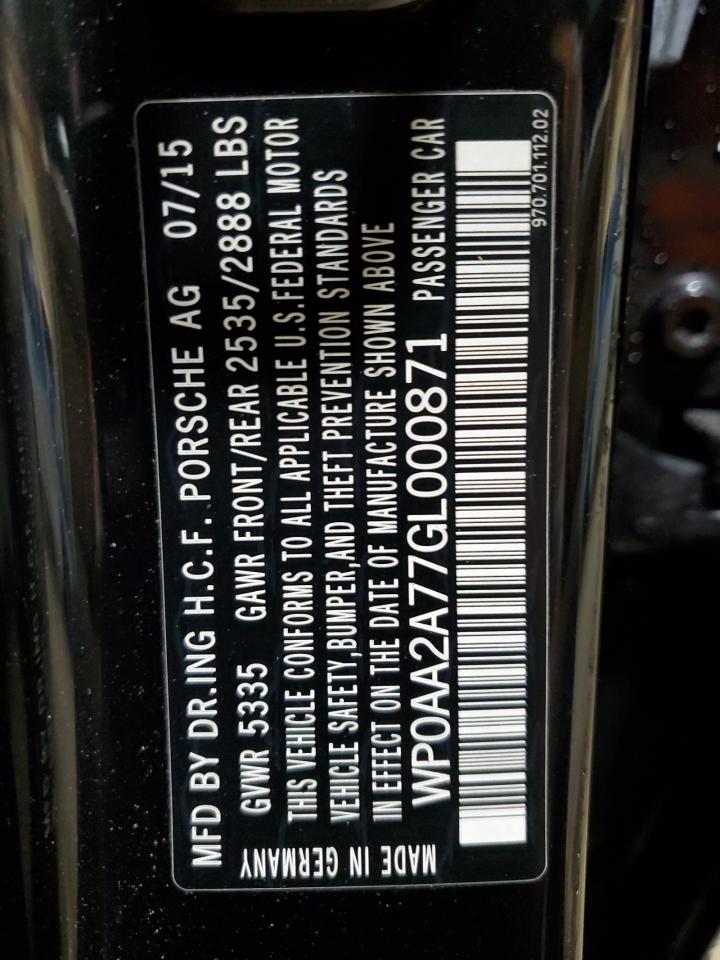 MFD BY DR.ING H.C.F. PORSCHE AG 07/15
GVWR 5335 GAWR FRONT/REAR 2535/2888 LBS
THIS VEHICLE CONFORMS TO ALL APPLICABLE U.S.FEDERAL MOTOR
VEHICLE SAFETY,BUMPER,AND THEFT PREVENTION STANDARDS
IN EFFECT ON THE DATE OF MANUFACTURE SHOWN ABOVE
WP0AA2A77GL000871 PASSENGER CAR
MADE IN GERMANY
970.701.112.02